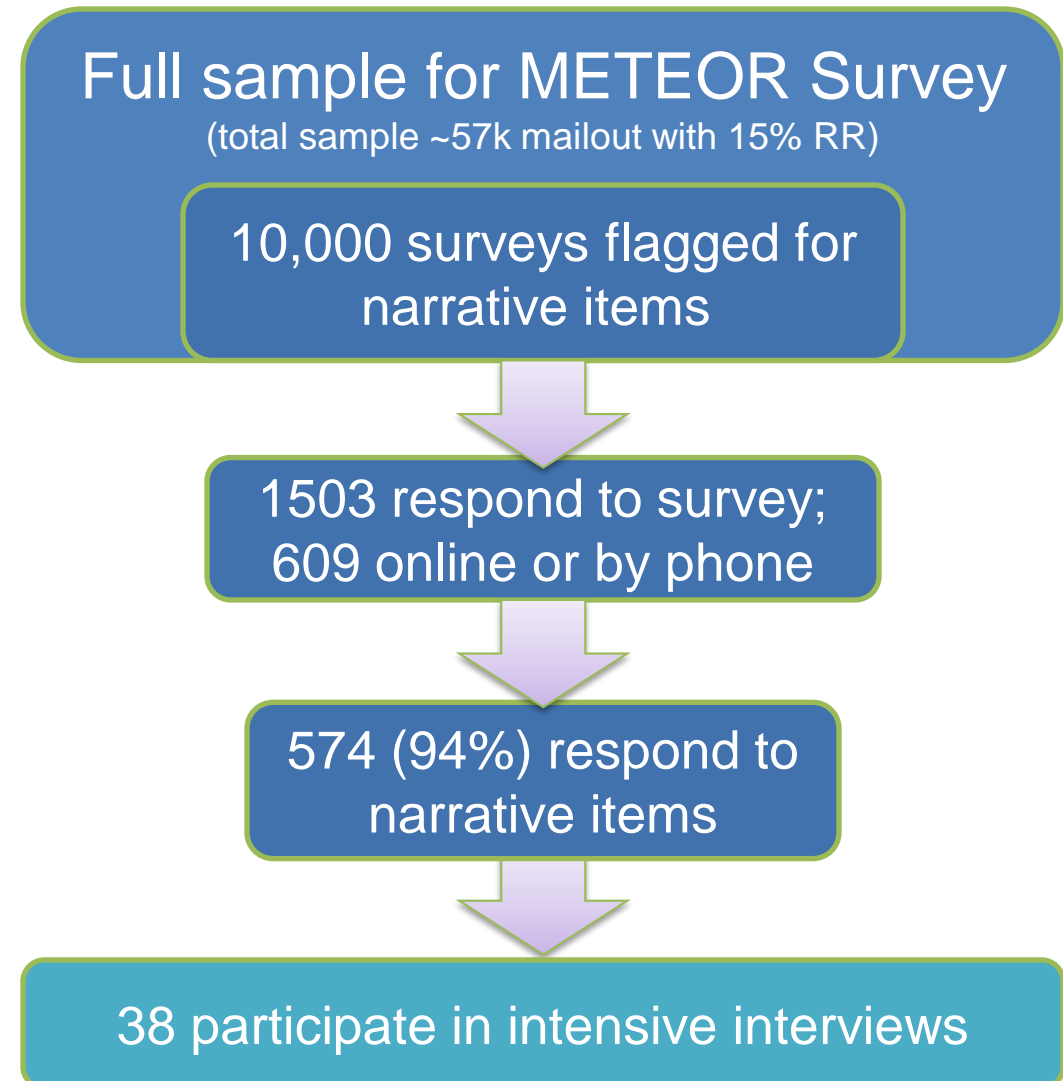 Full sample for METEOR Survey
(total sample ~57k mailout with 15% RR)
10,000 surveys flagged for
narrative items
1503 respond to survey;
609 online or by phone
574 (94%) respond to
narrative items
38 participate in intensive interviews